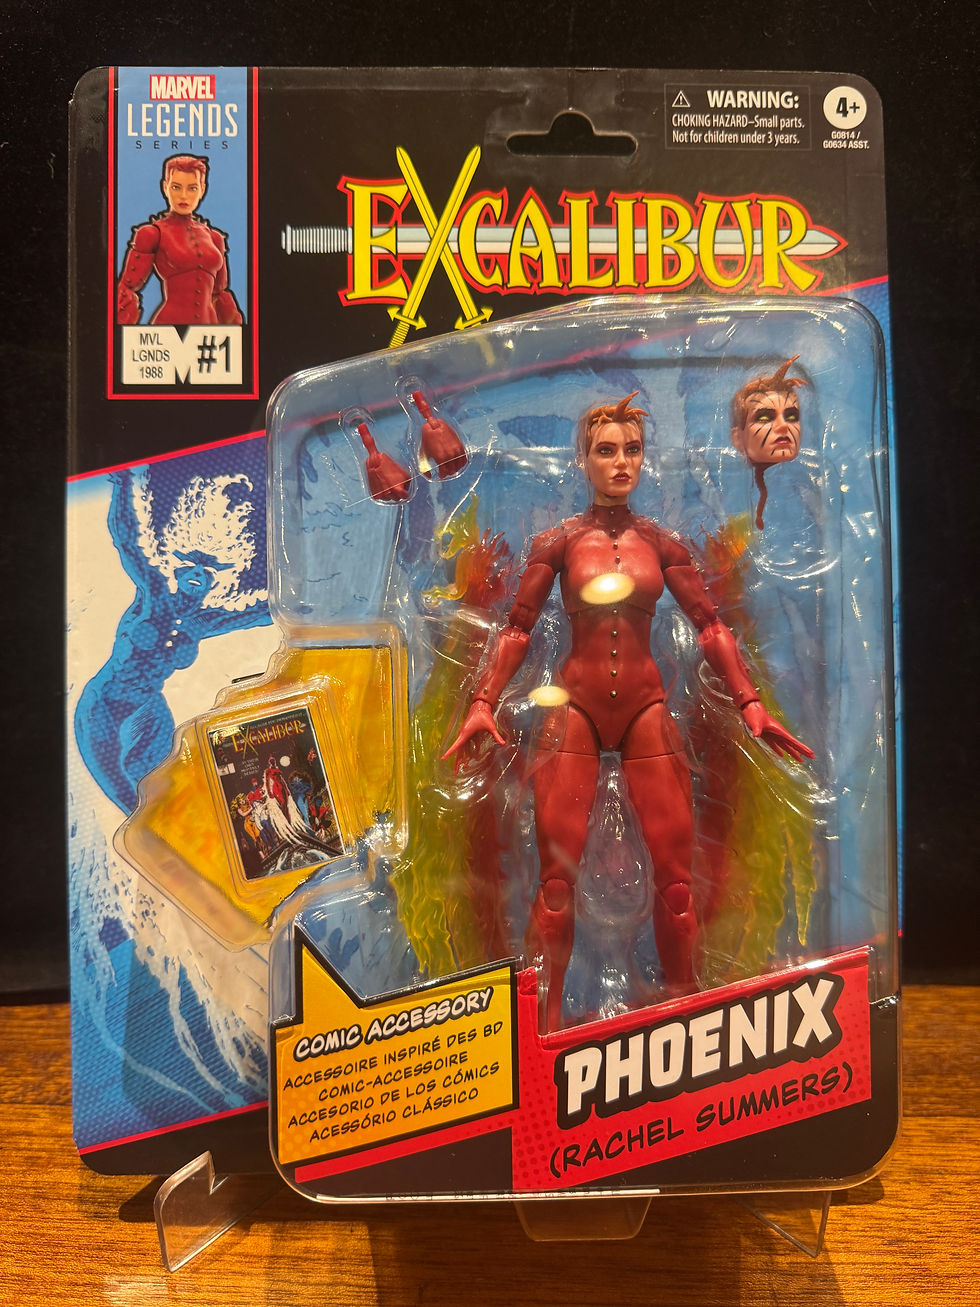 MARVEL
LEGENDS
SERIES
MVL
LGNDS
1988
#1
WARNING:
CHOKING HAZARD–Small parts.
Not for children under 3 years.
4+
G0814 /
G0634 ASST.
EXCALIBUR
EXCALIBUR
COMIC ACCESSORY
ACCESSOIRE INSPIRÉ DES BD
COMIC-ACCESSOIRE
ACCESORIO DE LOS CÓMICS
ACESSÓRIO CLÁSSICO
PHOENIX
(RACHEL SUMMERS)